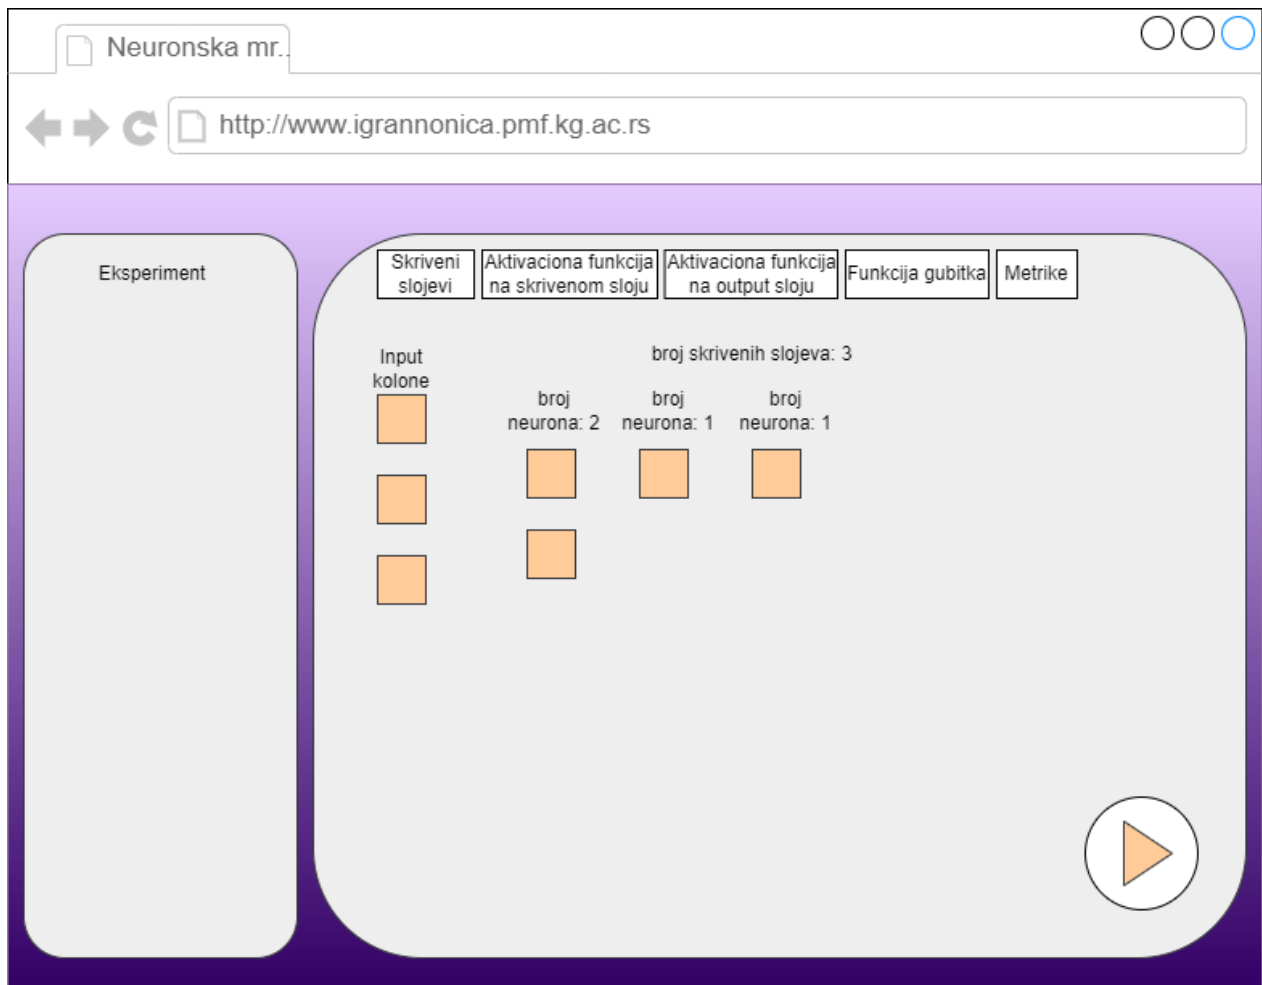 Neuronska mr..
http://www.igrannonica.pmf.kg.ac.rs
Eksperiment
Skriveni
slojevi
Aktivaciona funkcija
na skrivenom sloju
Aktivaciona funkcija
na output sloju
Funkcija gubitka
Metrike
Input
kolone
broj skrivenih slojeva: 3
broj
neurona: 2
broj
neurona: 1
broj
neurona: 1